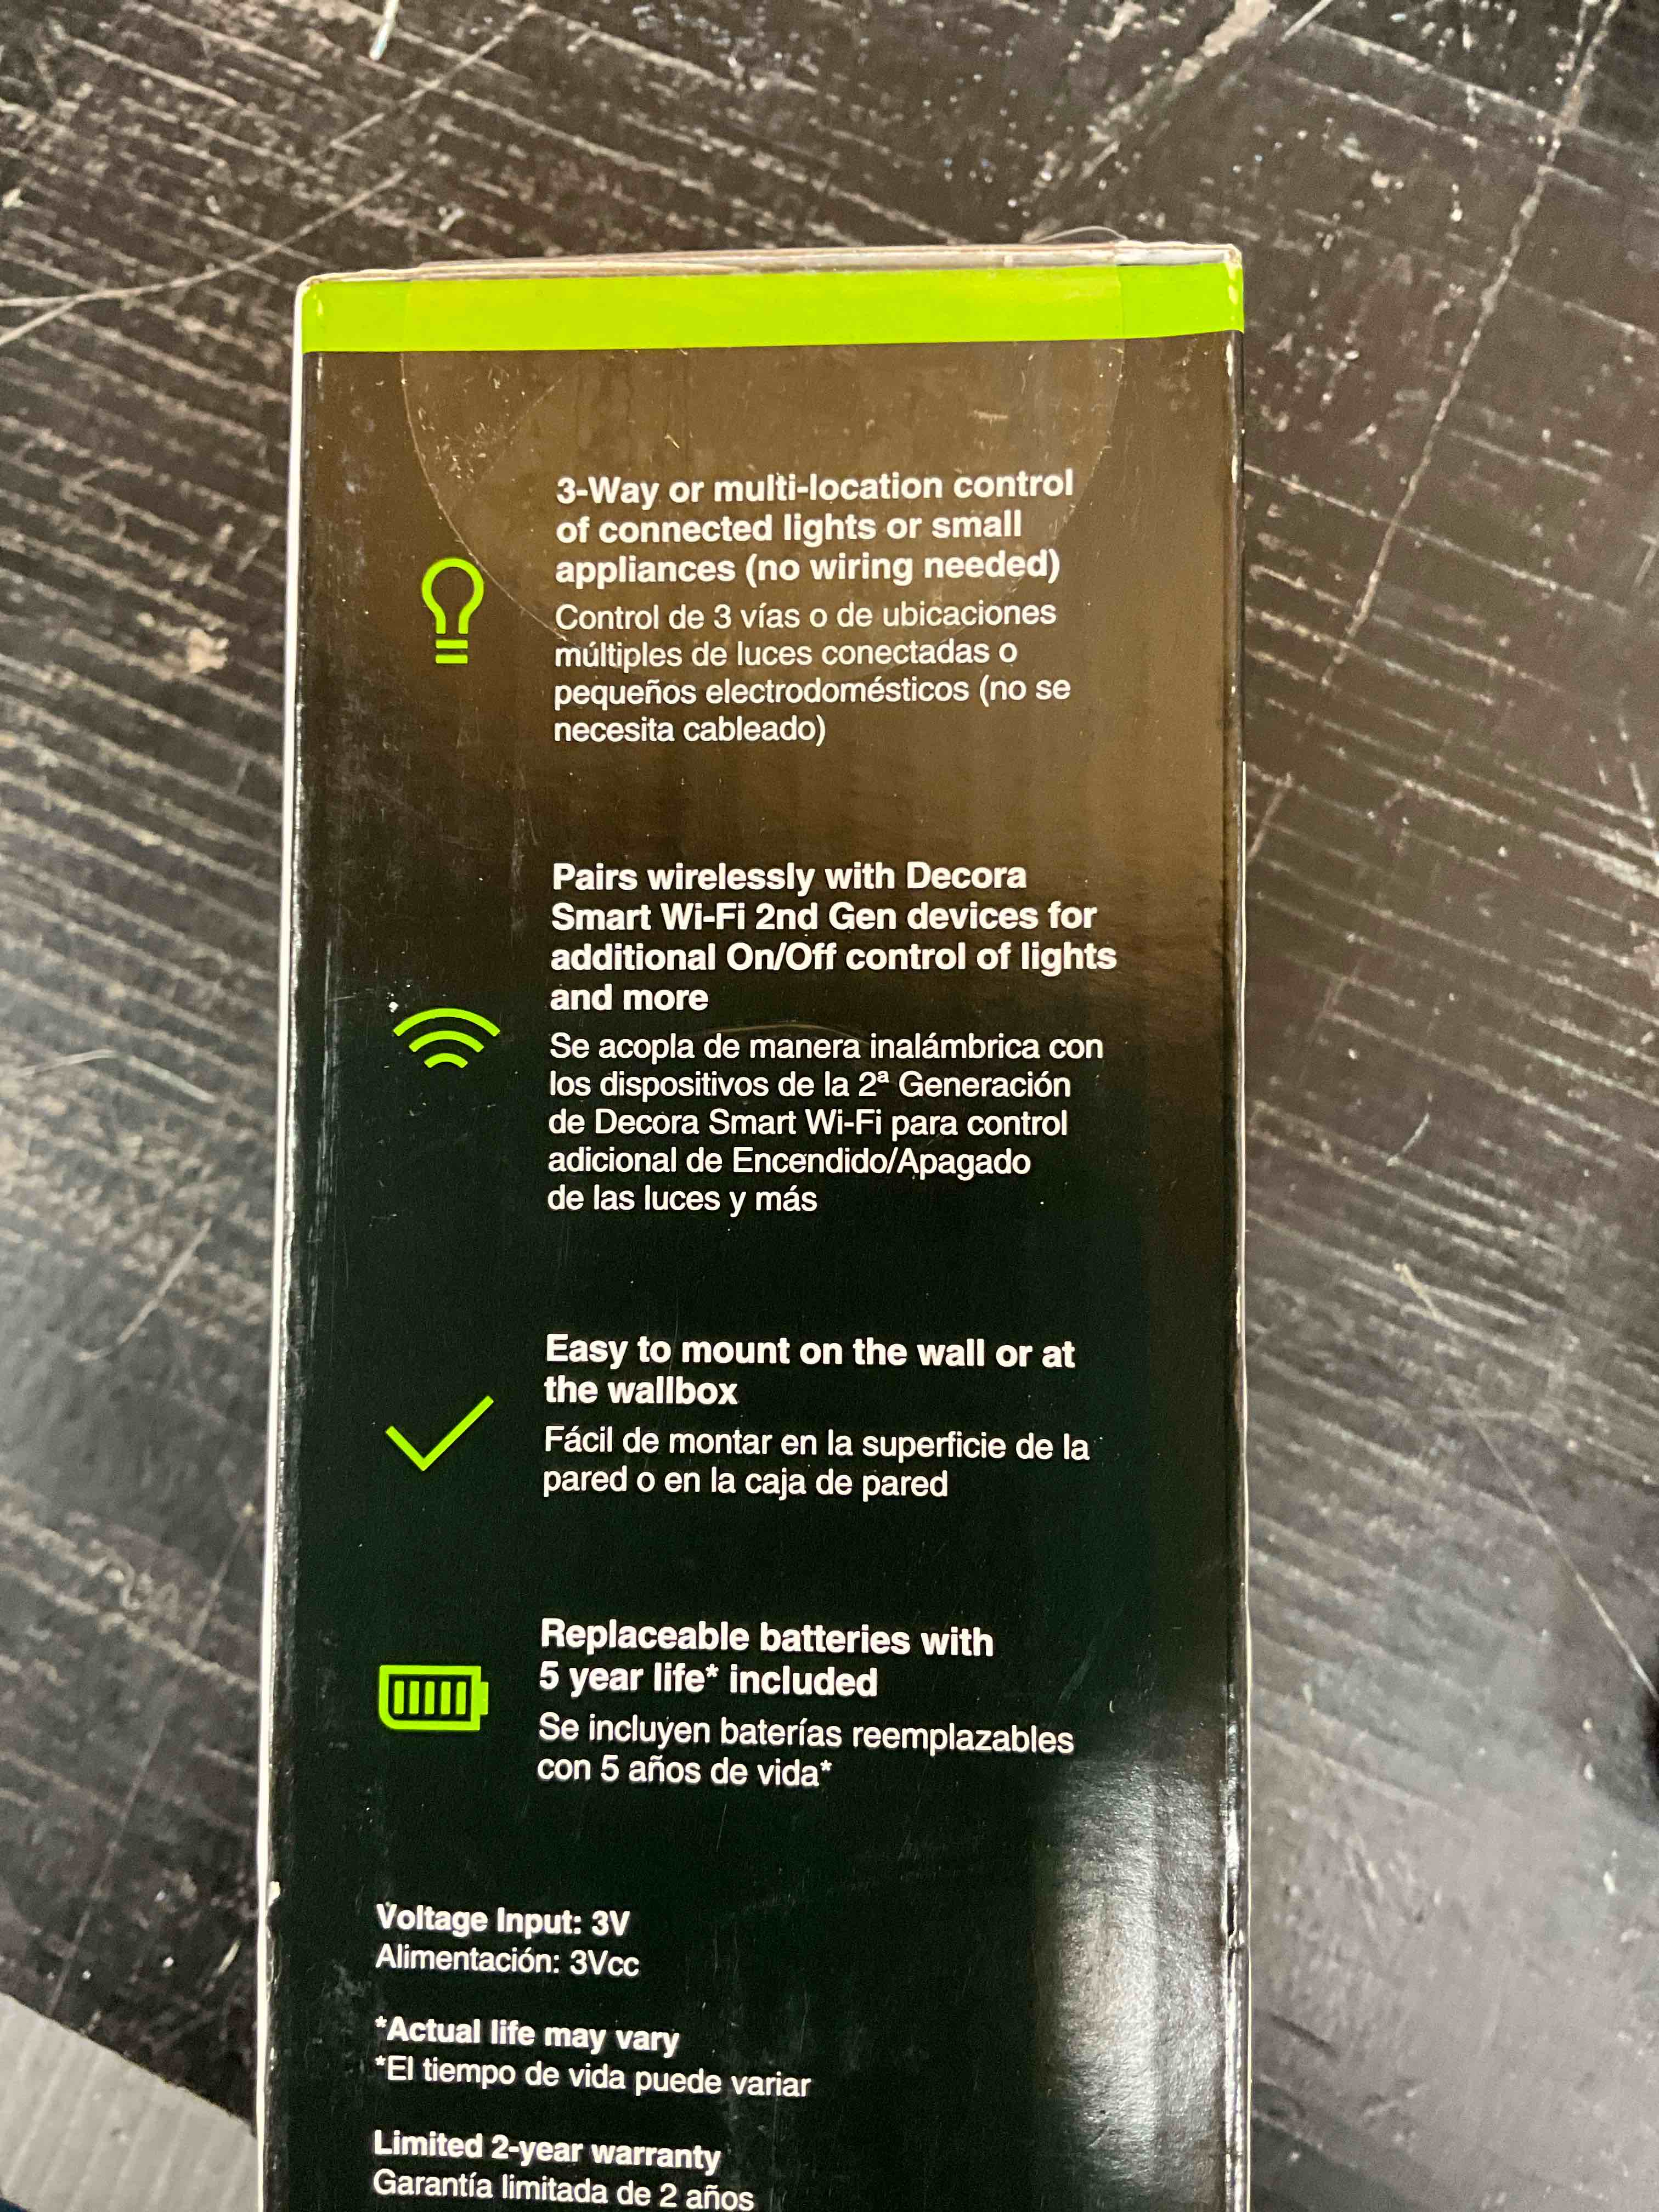 3-Way or multi-location control
of connected lights or small
appliances (no wiring needed)
Control de 3 vías o de ubicaciones
múltiples de luces conectadas o
pequeños electrodomésticos (no se
necesita cableado)
Pairs wirelessly with Decora
Smart Wi-Fi 2nd Gen devices for
additional On/Off control of lights
and more
Se acopla de manera inalámbrica con
los dispositivos de la 2ª Generación
de Decora Smart Wi-Fi para control
adicional de Encendido/Apagado
de las luces y más
Easy to mount on the wall or at
the wallbox
Fácil de montar en la superficie de la
pared o en la caja de pared
Replaceable batteries with
5 year life* included
Se incluyen baterías reemplazables
con 5 años de vida*
Voltage Input: 3V
Alimentación: 3Vcc
*Actual life may vary
*El tiempo de vida puede variar
Limited 2-year warranty
Garantía limitada de 2 años